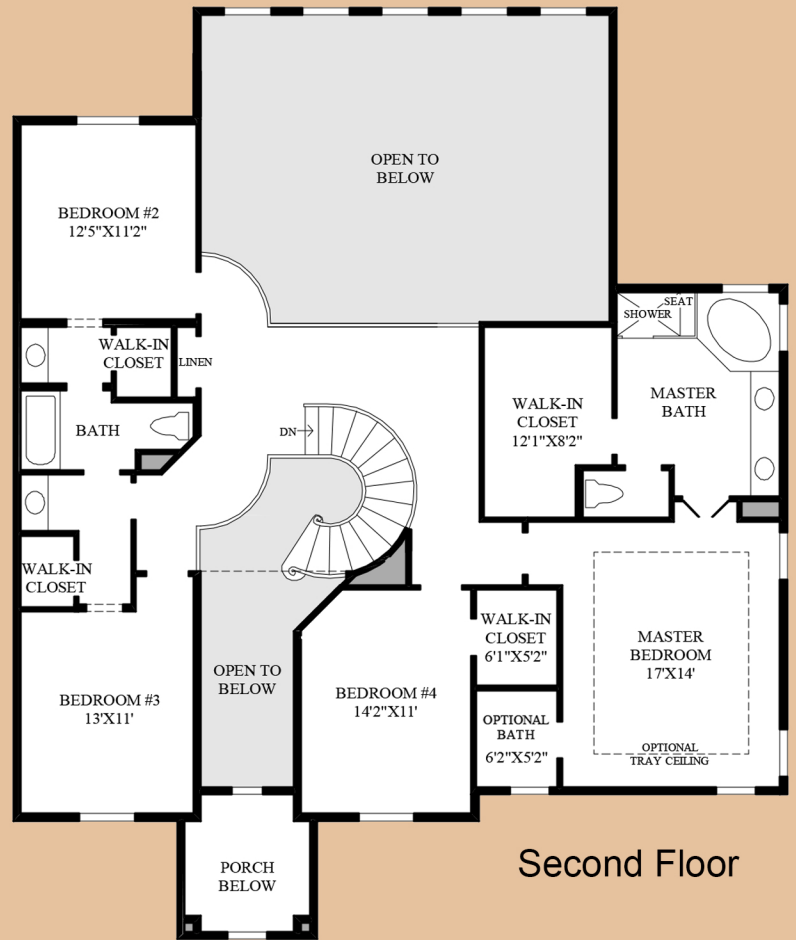 OPEN TO
BELOW
BEDROOM #2
12'5"X11'2"
SEAT
SHOWER
WALK-IN
CLOSET
LINEN
MASTER
BATH
WALK-IN
CLOSET
12'1"X8'2"
BATH
DN
WALK-IN
CLOSET
WALK-IN
CLOSET
6'1"X5'2"
MASTER
BEDROOM
17'X14'
OPEN TO
BELOW
BEDROOM #3
13'X11'
BEDROOM #4
14'2"X11'
OPTIONAL
BATH
6'2"X5'2"
OPTIONAL
TRAY CEILING
PORCH
BELOW
Second Floor